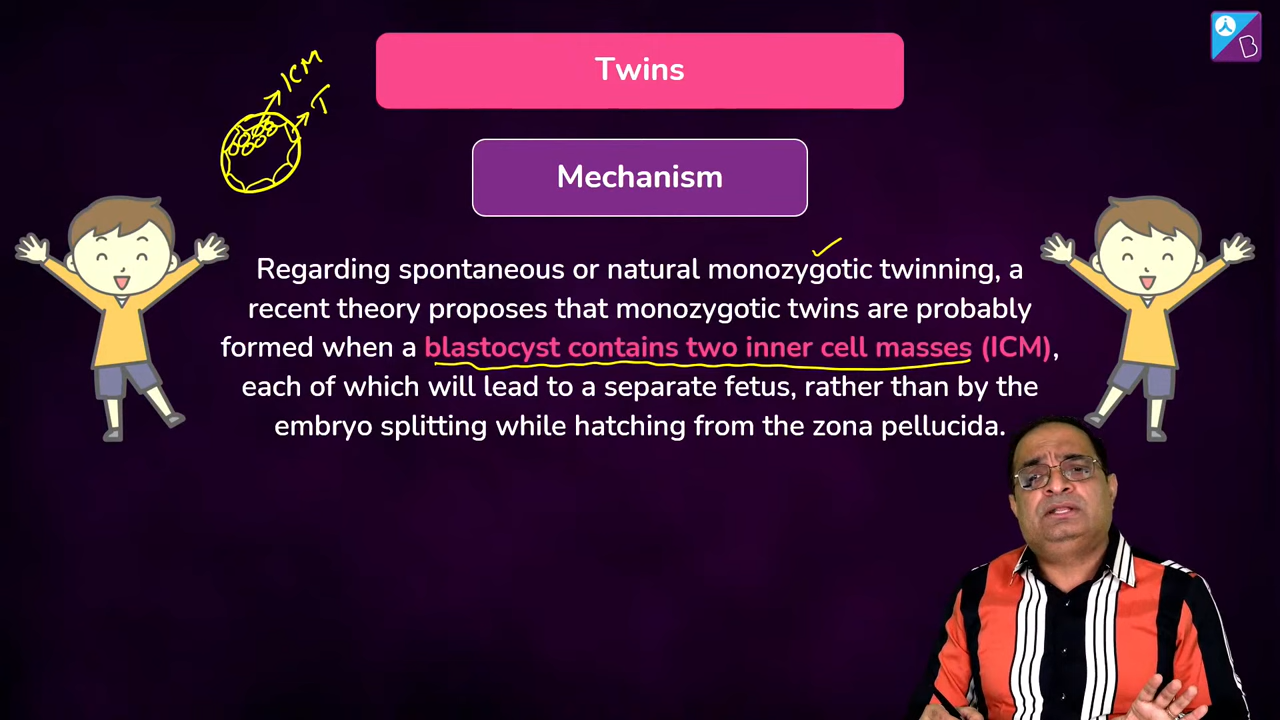 Twins
ICM
T
Mechanism
Regarding spontaneous or natural monozygotic twinning, a
recent theory proposes that monozygotic twins are probably
formed when a blastocyst contains two inner cell masses (ICM),
each of which will lead to a separate fetus, rather than by the
embryo splitting while hatching from the zona pellucida.
B